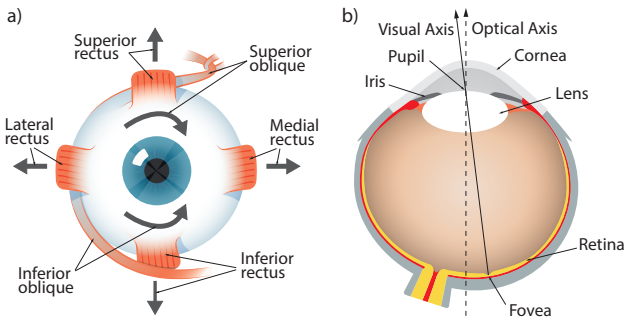 a)
Superior
rectus
Superior
oblique
Lateral
rectus
Medial
rectus
Inferior
oblique
Inferior
rectus
b)
Visual Axis
Optical Axis
Pupil
Cornea
Iris
Lens
Retina
Fovea